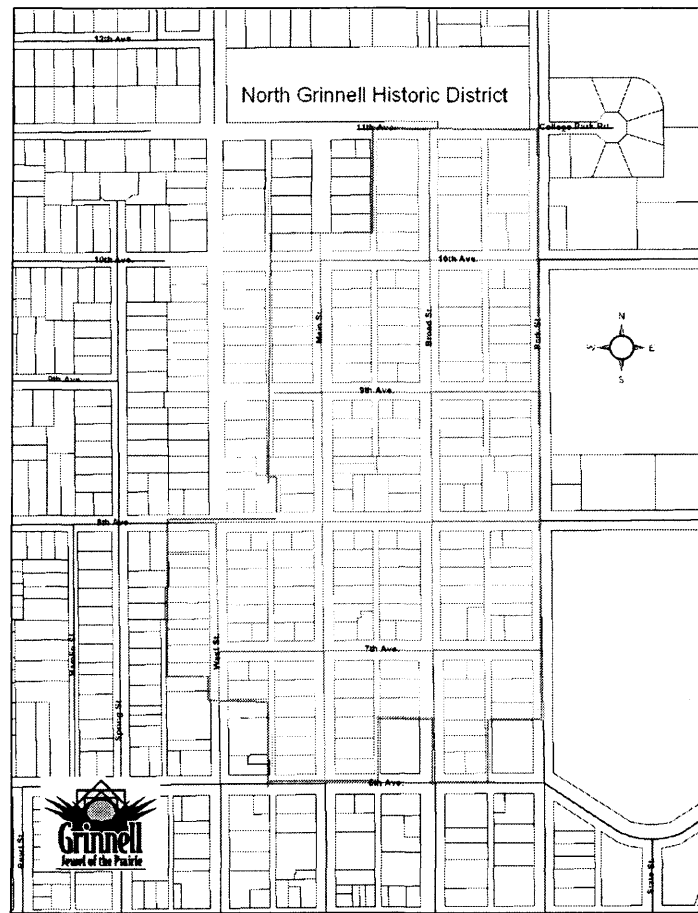 12th Ave.
North Grinnell Historic District
11th Ave.
College Park Rd.
10th Ave.
10th Ave.
Main St.
Broad St.
Park St.
N
W E
S
9th Ave.
9th Ave.
8th Ave.
7th Ave.
West St.
Spring St.
6th Ave.
Grinnell
Jewel of the Prairie
State St.